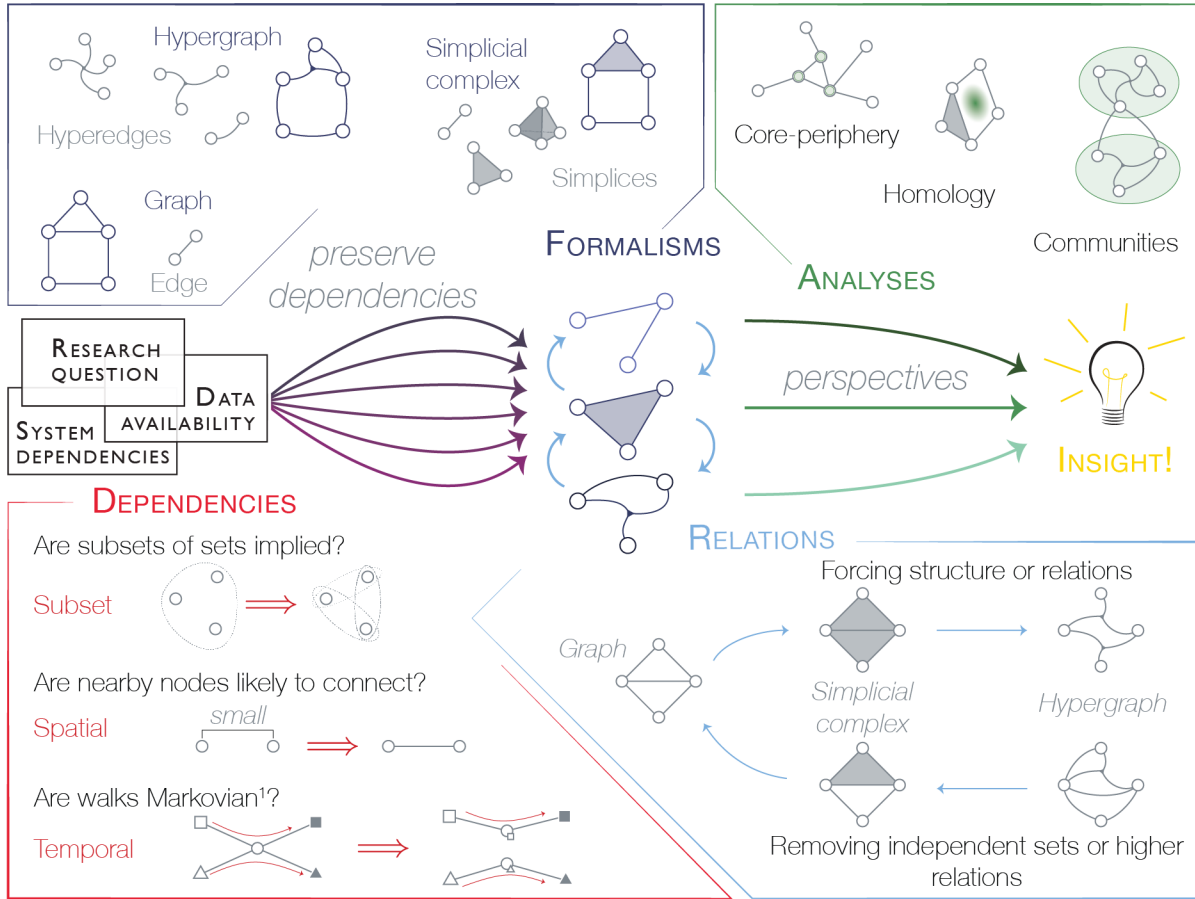 Hypergraph
Hyperedges
Simplicial
complex
Simplices
Graph
Edge
FORMALISMS
Core-periphery
Homology
Communities
ANALYSES
preserve
dependencies
RESEARCH
QUESTION
DATA
AVAILABILITY
SYSTEM
DEPENDENCIES
perspectives
INSIGHT!
DEPENDENCIES
Are subsets of sets implied?
Subset
Are nearby nodes likely to connect?
Spatial
small
Are walks Markovian¹?
Temporal
RELATIONS
Forcing structure or relations
Graph
Simplicial
complex
Hypergraph
Removing independent sets or higher
relations